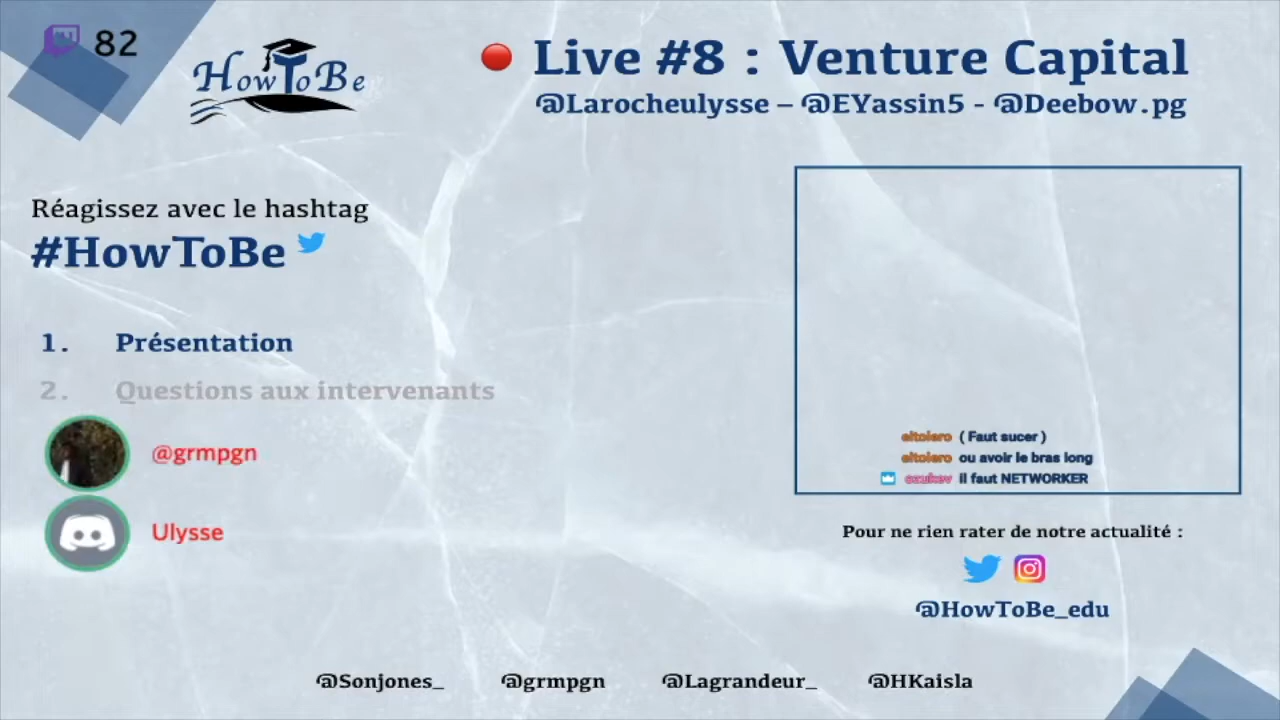 82
HowToBe
Live #8 : Venture Capital
@Larocheulysse – @EYassin5 - @Deebow.pg
Réagissez avec le hashtag
#HowToBe
1. Présentation
2. Questions aux intervenants
@grmpgn
Ulysse
eltolero ( Faut sucer )
eltolero ou avoir le bras long
il faut NETWORKER
Pour ne rien rater de notre actualité :
@HowToBe_edu
@Sonjones_ @grmpgn @Lagrandeur_ @HKaisla